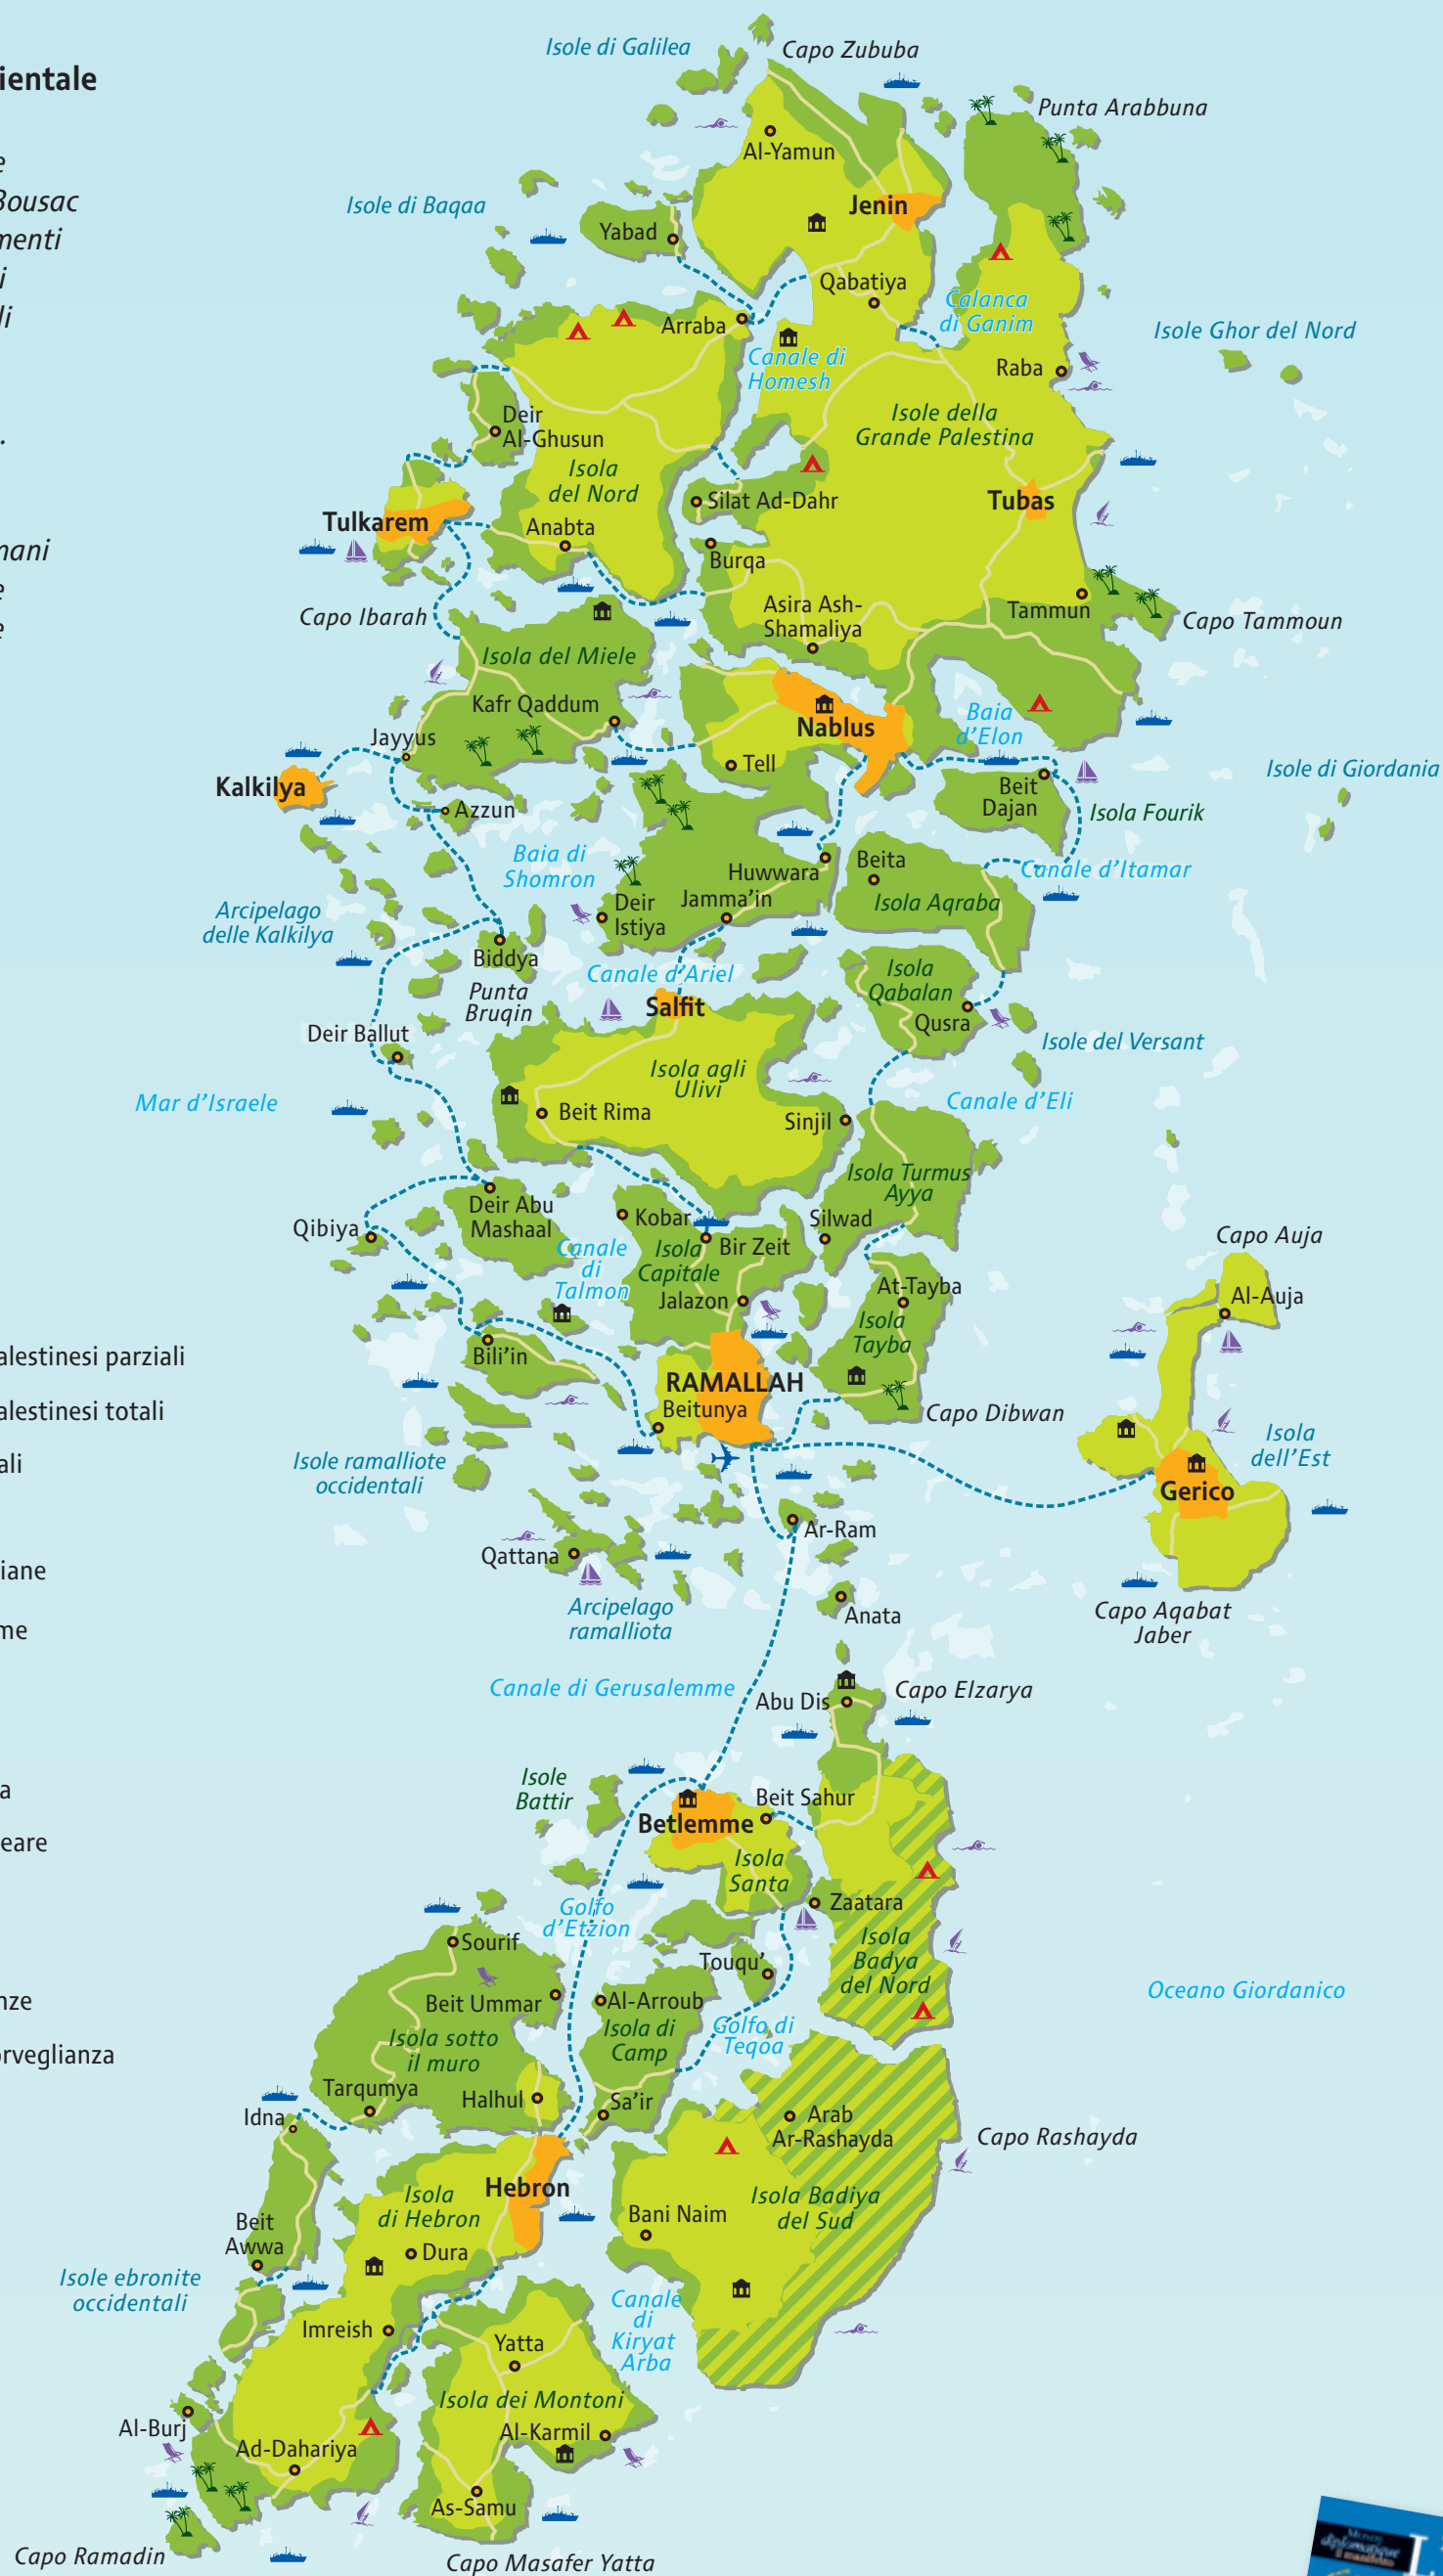 ientale
e
Bousac
menti
i
li
.
mani
e
e
alestinesi parziali
alestinesi totali
ali
iane
me
a
eare
nze
orveglianza
Isole di Galilea
Capo Zububa
Punta Arabbuna
Al-Yamun
Isole di Baqaa
Jenin
Yabad
Qabatiya
Calanca
di Ganim
Isole Ghor del Nord
Arraba
Canale di
Homesh
Raba
Deir
Al-Ghusun
Isole della
Grande Palestina
Isola
del Nord
Silat Ad-Dahr
Tubas
Tulkarem
Anabta
Burqa
Capo Ibarah
Asira Ash-
Shamaliya
Tammun
Capo Tammoun
Isola del Miele
Kafr Qaddum
Nablus
Baia
d'Elon
Jayyus
Tell
Isole di Giordania
Kalkilya
Beit
Dajan
Azzun
Isola Fourik
Baia di
Shomron
Huwwara
Beita
Canale d'Itamar
Arcipelago
delle Kalkilya
Deir
Istiya
Jamma'in
Isola Aqraba
Biddya
Canale d'Ariel
Isola
Qabalan
Punta
Bruqin
Salfit
Qusra
Deir Ballut
Isole del Versant
Isola agli
Ulivi
Mar d'Israele
Beit Rima
Sinjil
Canale d'Eli
Isola Turmus
Ayya
Deir Abu
Mashaal
Kobar
Silwad
Qibiya
Canale
di
Talmon
Isola
Capitale
Bir Zeit
Capo Auja
Jalazon
At-Tayba
Al-Auja
Isola
Tayba
Bili'in
RAMALLAH
Beitunya
Capo Dibwan
Isole ramalliote
occidentali
Isola
dell'Est
Gerico
Ar-Ram
Qattana
Arcipelago
ramalliota
Anata
Capo Aqabat
Jaber
Canale di Gerusalemme
Abu Dis
Capo Elzarya
Isole
Battir
Beit Sahur
Betlemme
Isola
Santa
Golfo
d'Etzion
Zaatara
Sourif
Isola
Badya
del Nord
Touqu'
Beit Ummar
Al-Arroub
Oceano Giordanico
Isola sotto
il muro
Isola di
Camp
Golfo di
Teqoa
Tarqumya
Halhul
Sa'ir
Idna
Arab
Ar-Rashayda
Capo Rashayda
Hebron
Isola
di Hebron
Isola Badiya
del Sud
Beit
Awwa
Bani Naim
Dura
Isole ebronite
occidentali
Canale
di
Kiryat
Arba
Imreish
Yatta
Isola dei Montoni
Al-Burj
Al-Karmil
Ad-Dahariya
As-Samu
Capo Ramadin
Capo Masafer Yatta
diplomatique
il manifesto
L